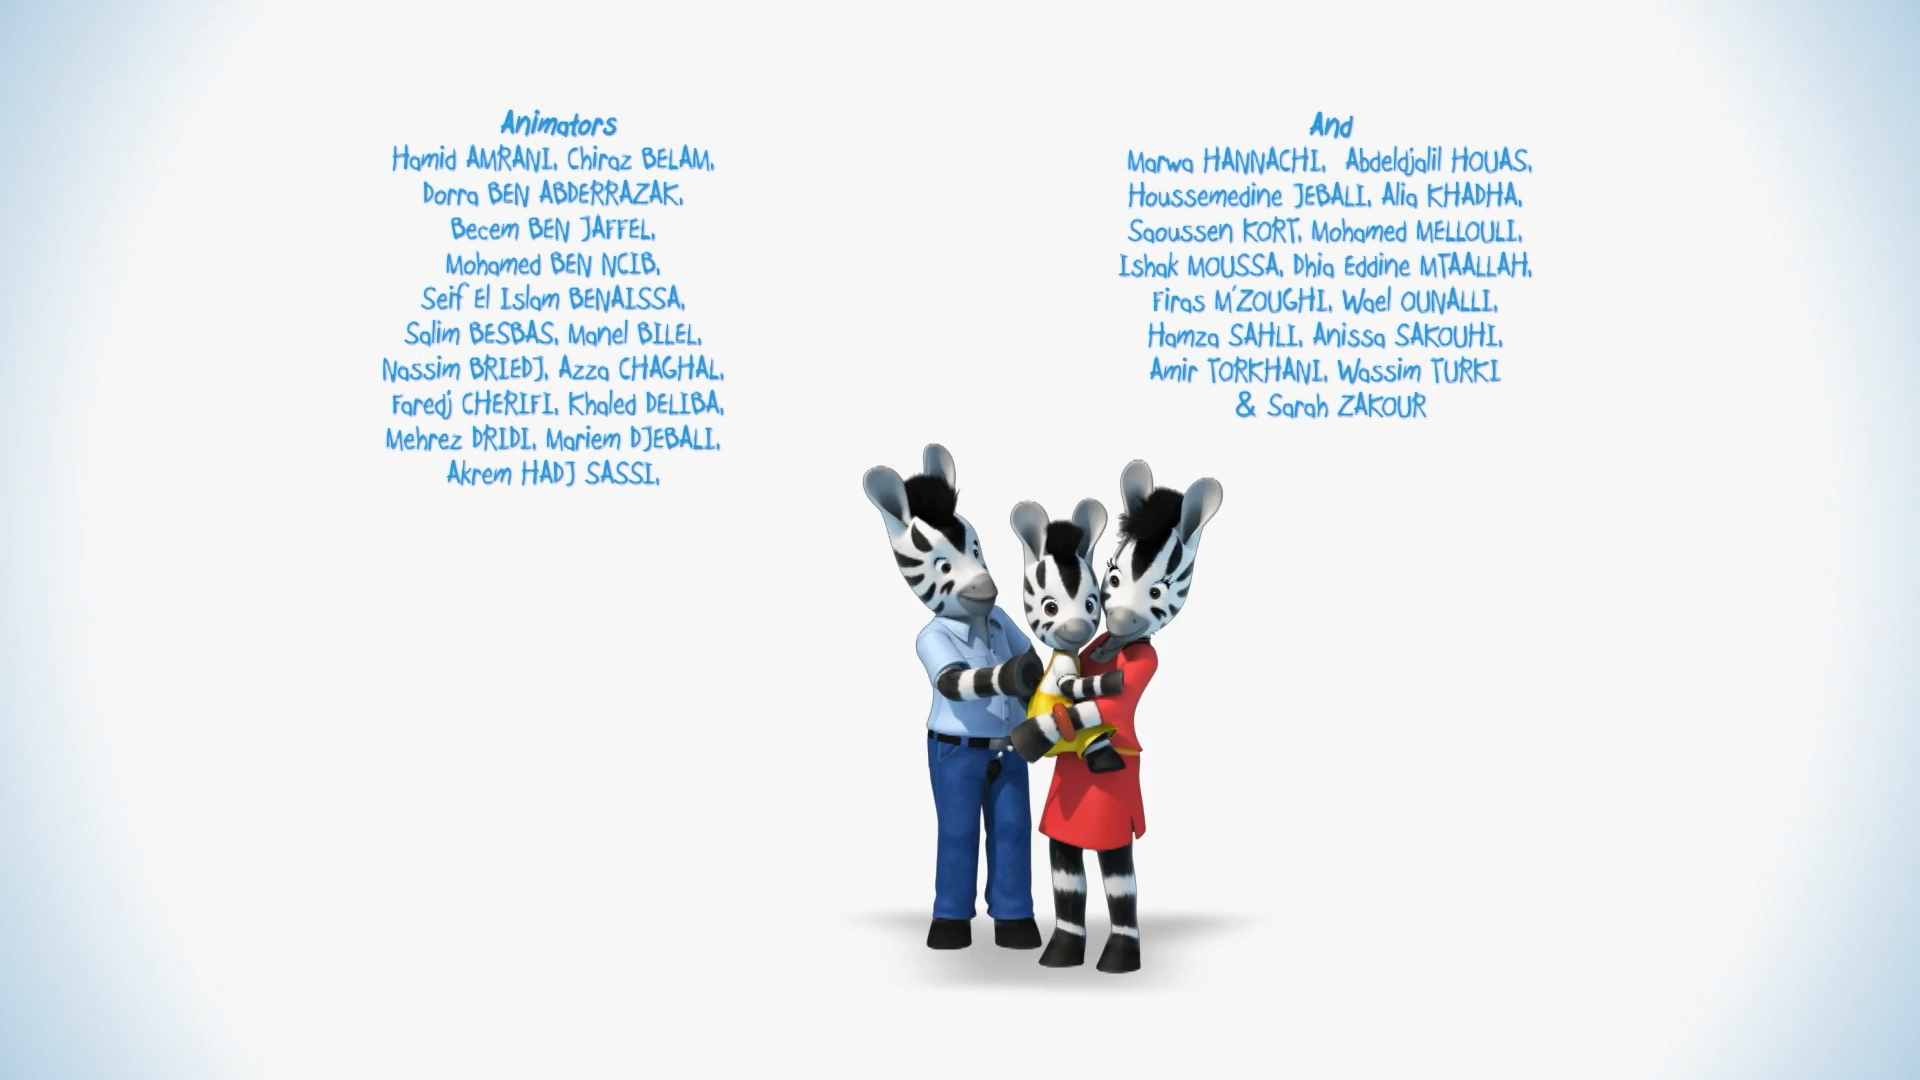 Animators
Hamid AMRANI, Chiraz BELAM,
Dorra BEN ABDERRAZAK,
Becem BEN JAFFEL,
Mohamed BEN NCIB,
Seif El Islam BENAISSA,
Salim BESBAS, Manel BILEL,
Nassim BRIEDJ, Azza CHAGHAL,
Faredj CHERIFI, Khaled DELIBA,
Mehrez DRIDI, Mariem DJEBALI,
Akrem HADJ SASSI,
And
Marwa HANNACHI, Abdeldjalil HOUAS,
Houssemedine JEBALI, Alia KHADHA,
Saoussen KORT, Mohamed MELLOULI,
Ishak MOUSSA, Dhia Eddine MTAALLAH,
Firas M'ZOUGHI, Wael OUNALLI,
Hamza SAHLI, Anissa SAKOUHI,
Amir TORKHANI, Wassim TURKI
& Sarah ZAKOUR